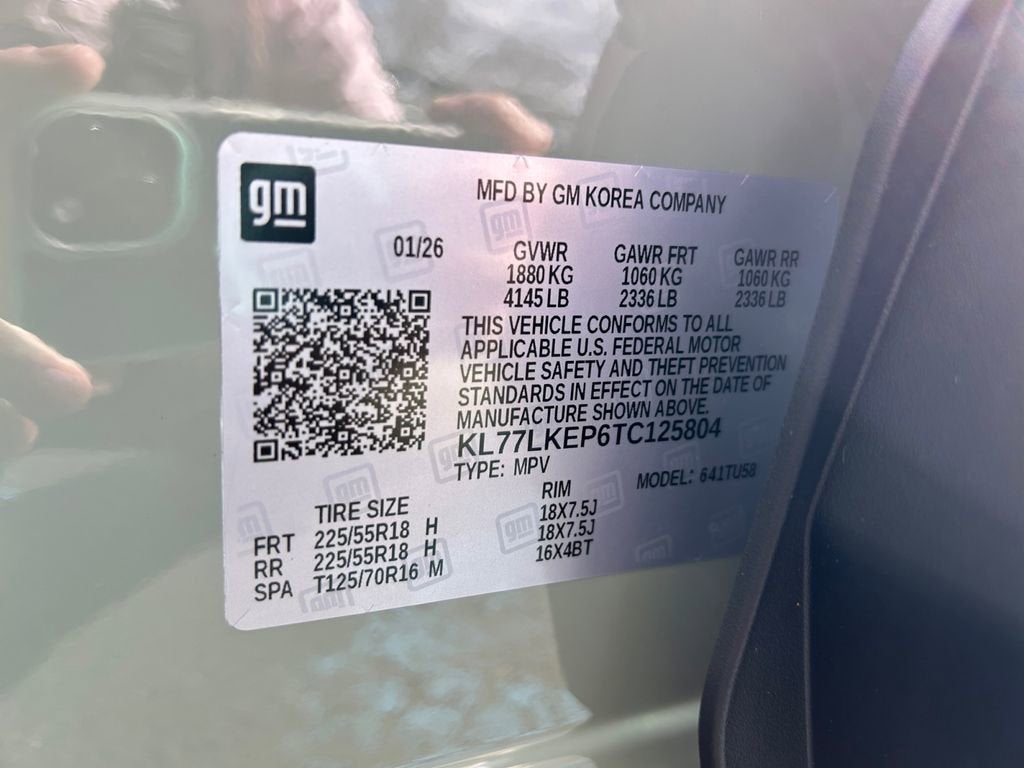 gm
MFD BY GM KOREA COMPANY
01/26
GVWR GAWR FRT GAWR RR
1880 KG 1060 KG 1060 KG
4145 LB 2336 LB 2336 LB
THIS VEHICLE CONFORMS TO ALL
APPLICABLE U.S. FEDERAL MOTOR
VEHICLE SAFETY AND THEFT PREVENTION
STANDARDS IN EFFECT ON THE DATE OF
MANUFACTURE SHOWN ABOVE.
KL77LKEP6TC125804
TYPE: MPV MODEL: 641TU58
TIRE SIZE RIM
FRT 225/55R18 H 18X7.5J
RR 225/55R18 H 18X7.5J
SPA T125/70R16 M 16X4BT